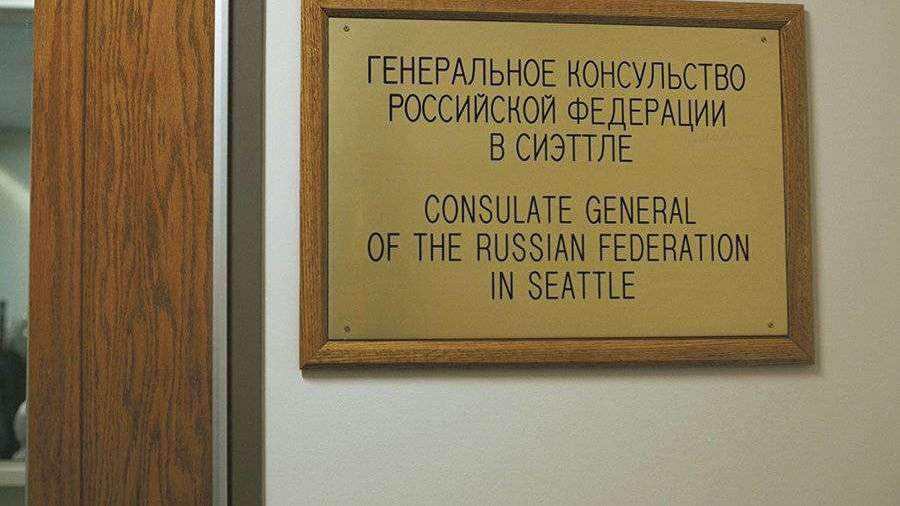 ГЕНЕРАЛЬНОЕ КОНСУЛЬСТВО
РОССИЙСКОЙ ФЕДЕРАЦИИ
В СИЭТТЛЕ
CONSULATE GENERAL
OF THE RUSSIAN FEDERATION
IN SEATTLE